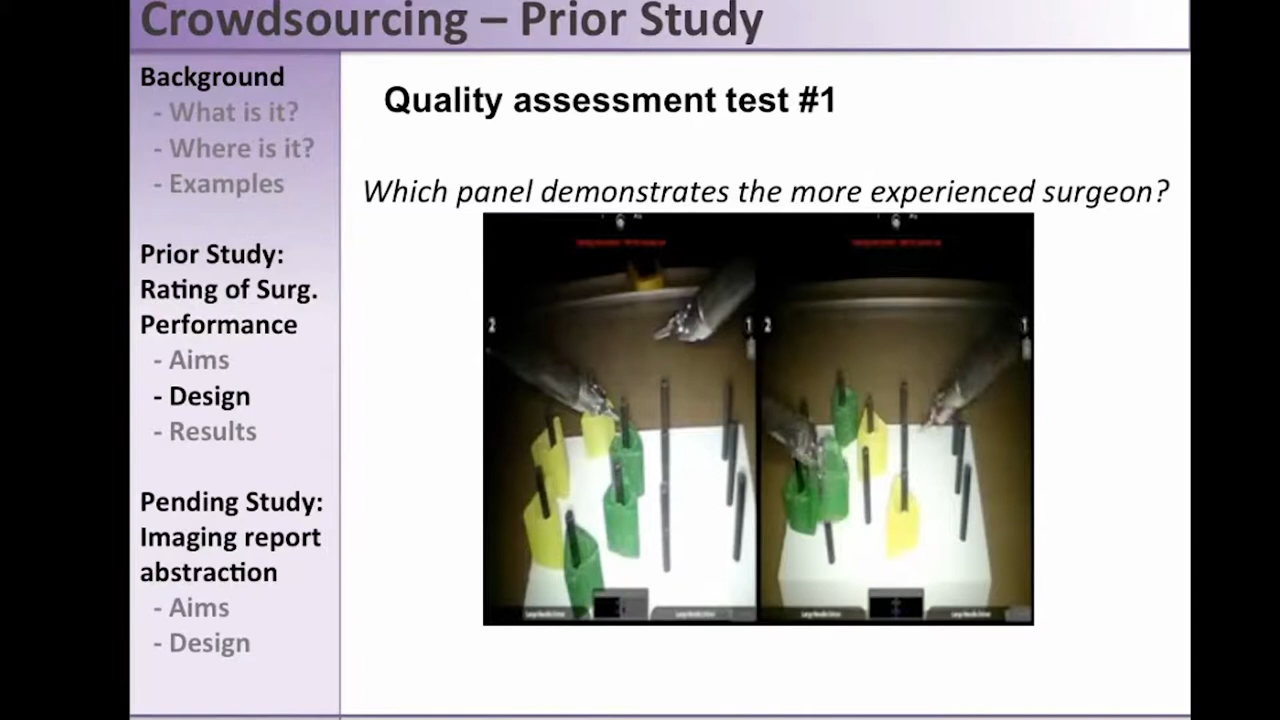 Crowdsourcing – Prior Study
Background
- What is it?
- Where is it?
- Examples
Prior Study:
Rating of Surg.
Performance
- Aims
- Design
- Results
Pending Study:
Imaging report
abstraction
- Aims
- Design
Quality assessment test #1
Which panel demonstrates the more experienced surgeon?
2
1
2
1